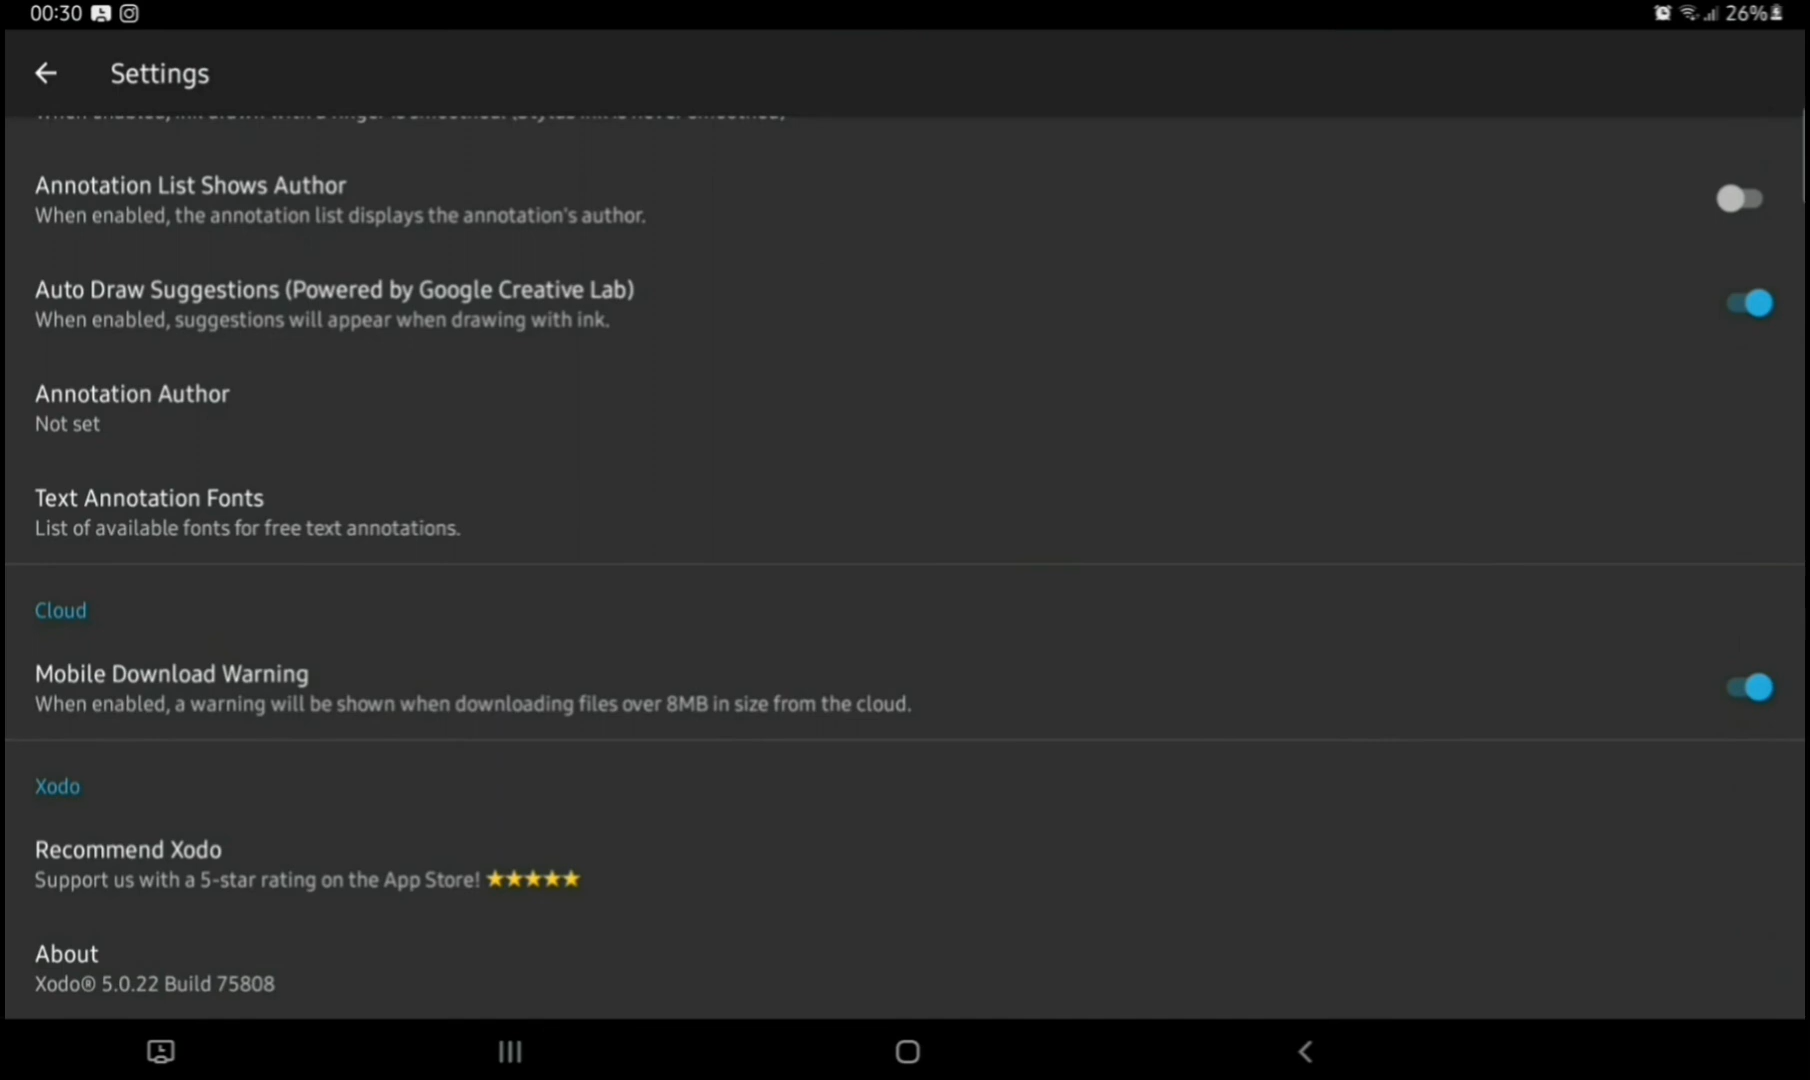 00:30
26%
Settings
Annotation List Shows Author
When enabled, the annotation list displays the annotation's author.
Auto Draw Suggestions (Powered by Google Creative Lab)
When enabled, suggestions will appear when drawing with ink.
Annotation Author
Not set
Text Annotation Fonts
List of available fonts for free text annotations.
Cloud
Mobile Download Warning
When enabled, a warning will be shown when downloading files over 8MB in size from the cloud.
Xodo
Recommend Xodo
Support us with a 5-star rating on the App Store! ★★★★★
About
Xodo® 5.0.22 Build 75808